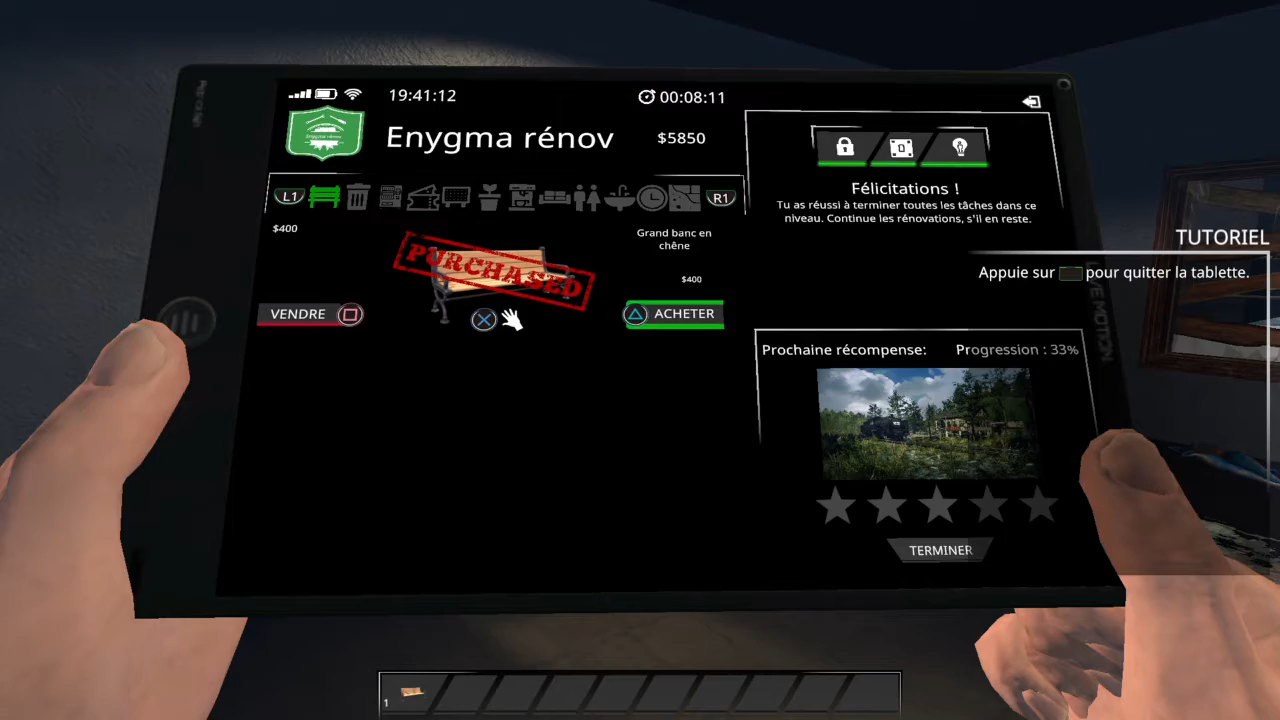 19:41:12
00:08:11
Enygma rénov
$5850
L1
R1
$400
PURCHASED
Grand banc en
chêne
$400
VENDRE
ACHETER
Félicitations !
Tu as réussi à terminer toutes les tâches dans ce
niveau. Continue les rénovations, s'il en reste.
TUTORIEL
Appuie sur pour quitter la tablette.
Prochaine récompense:
Progression : 33%
TERMINER
1